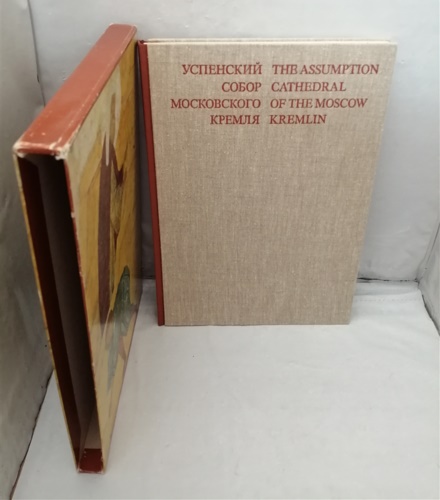 УСПЕНСКИЙ THE ASSUMPTION
СОБОР CATHEDRAL
МОСКОВСКОГО OF THE MOSCOW
КРЕМЛЯ KREMLIN